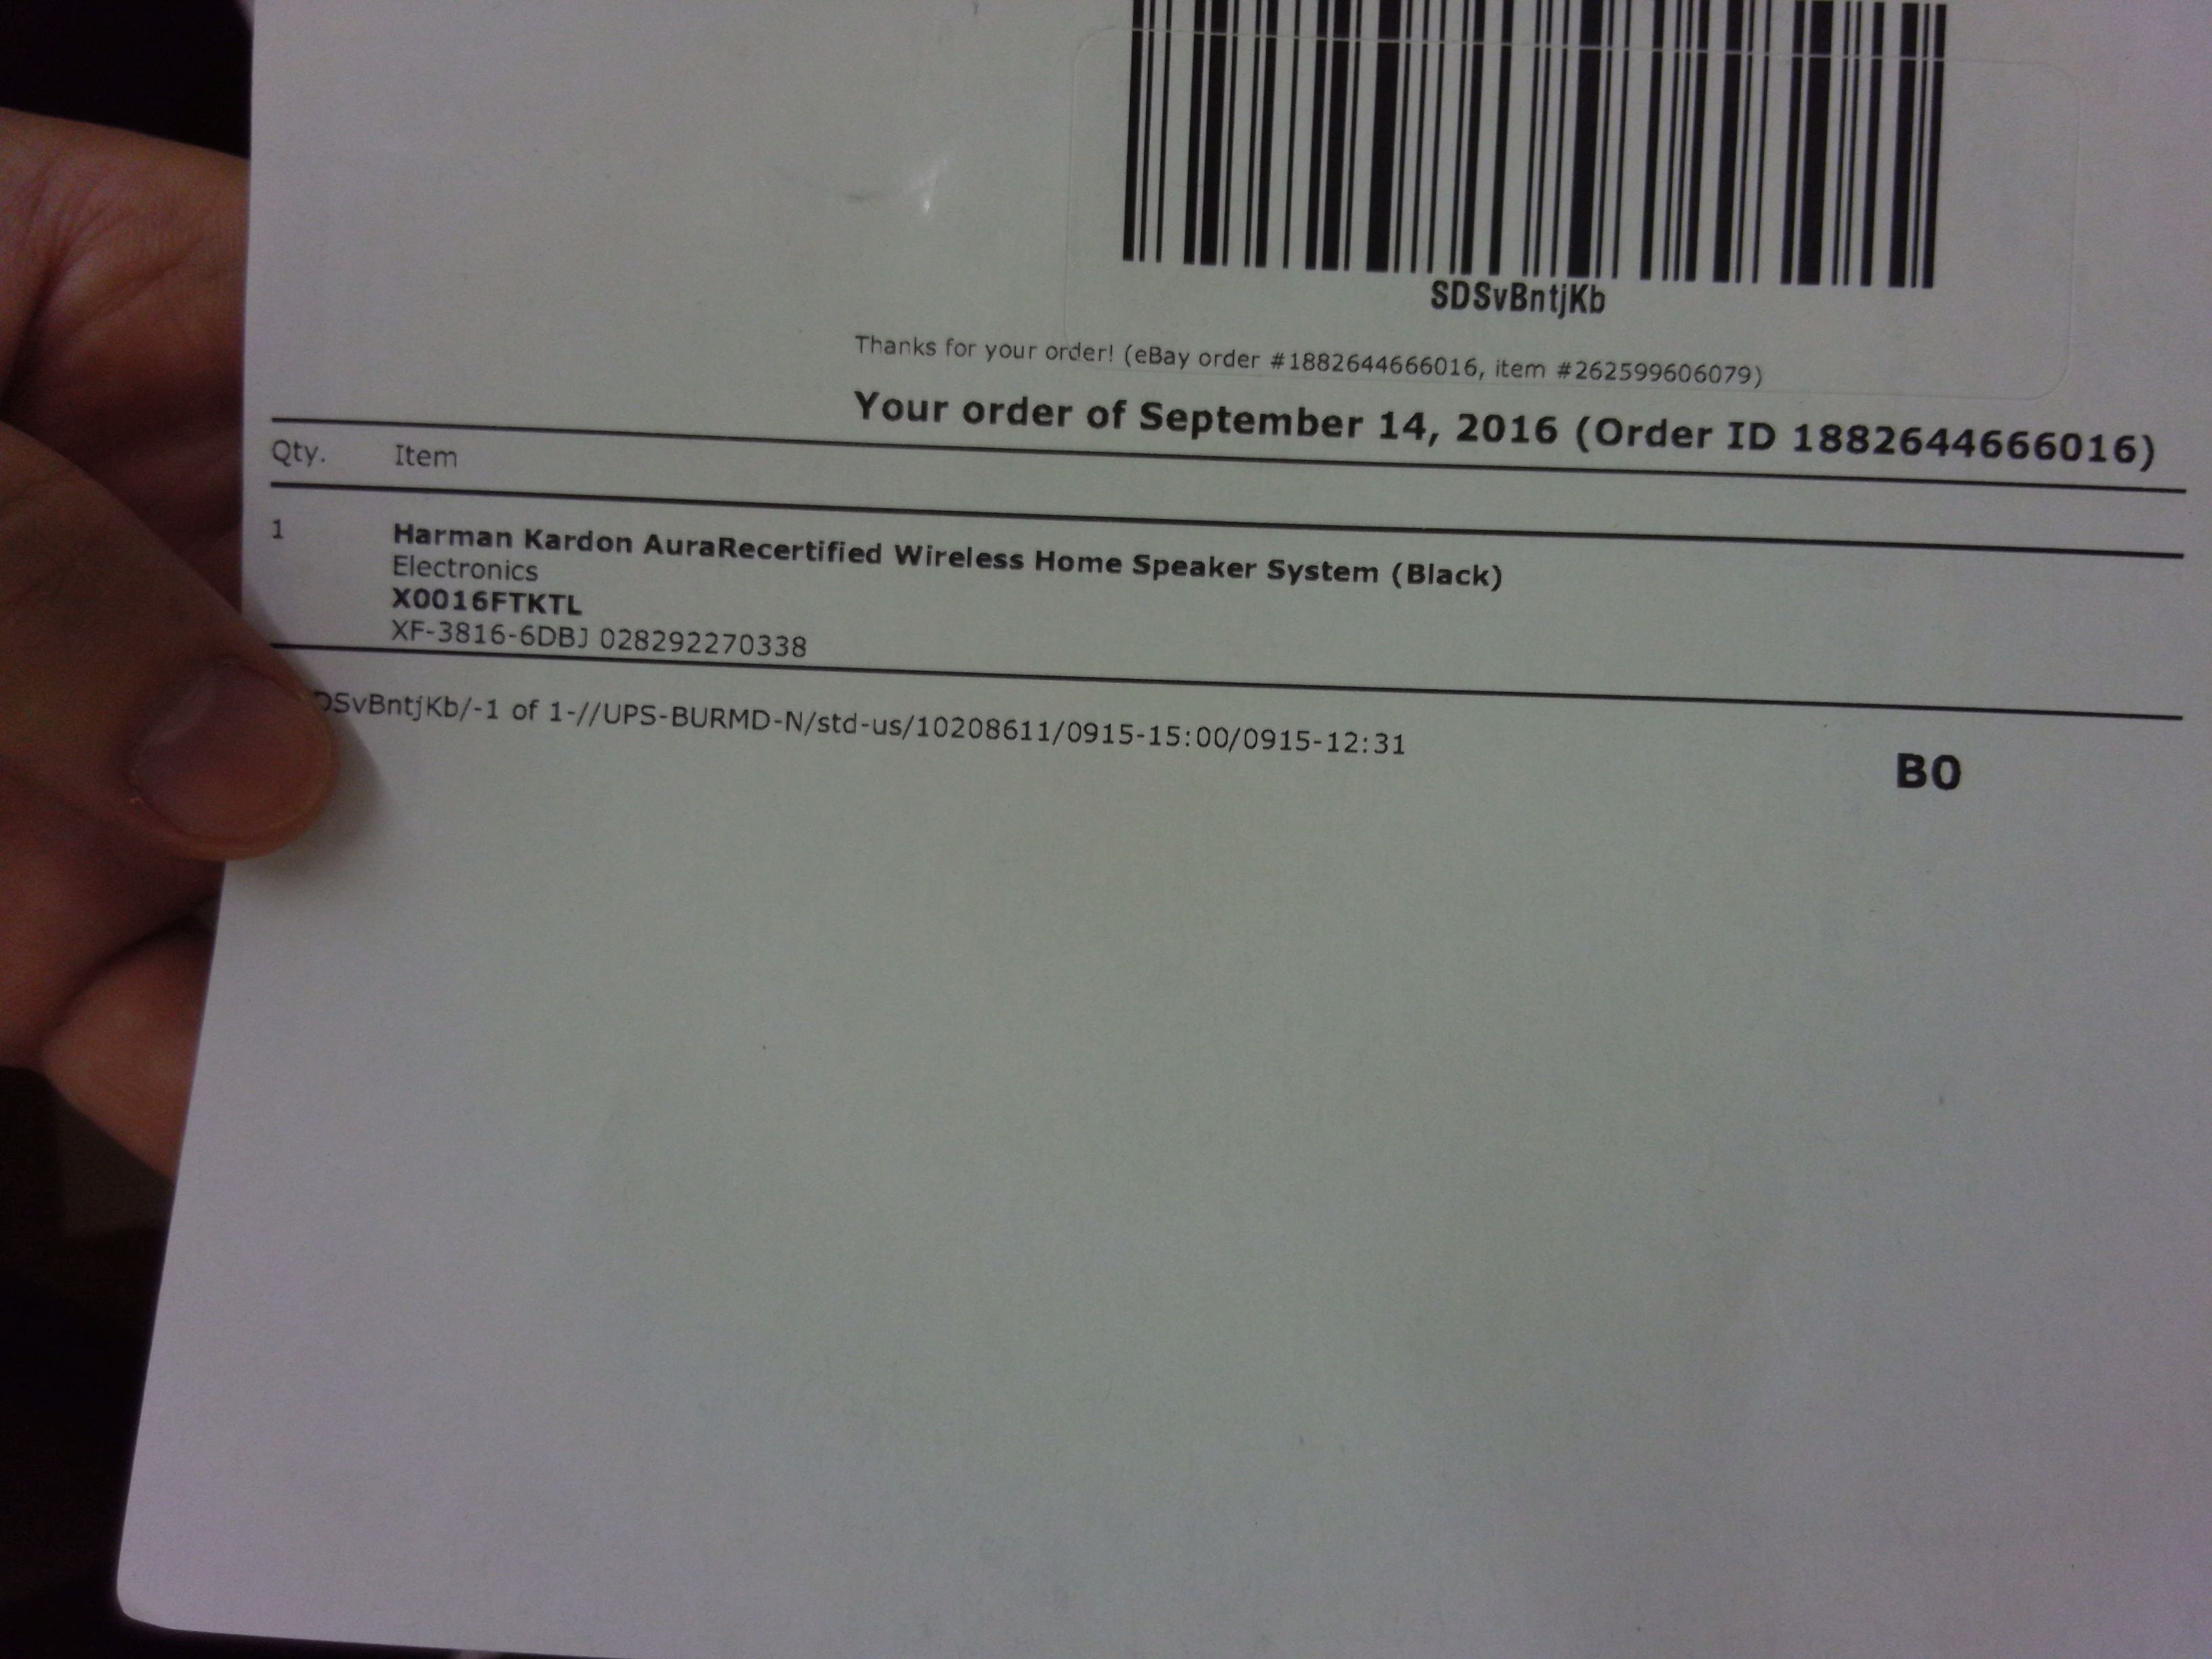 SDSvBntjKb
Thanks for your order! (eBay order #1882644666016, item #262599606079)
Your order of September 14, 2016 (Order ID 1882644666016)
Qty. Item
1 Harman Kardon AuraRecertified Wireless Home Speaker System (Black)
Electronics
X0016FTKTL
XF-3816-6DBJ 028292270338
DSvBntjKb/-1 of 1-//UPS-BURMD-N/std-us/10208611/0915-15:00/0915-12:31
B0